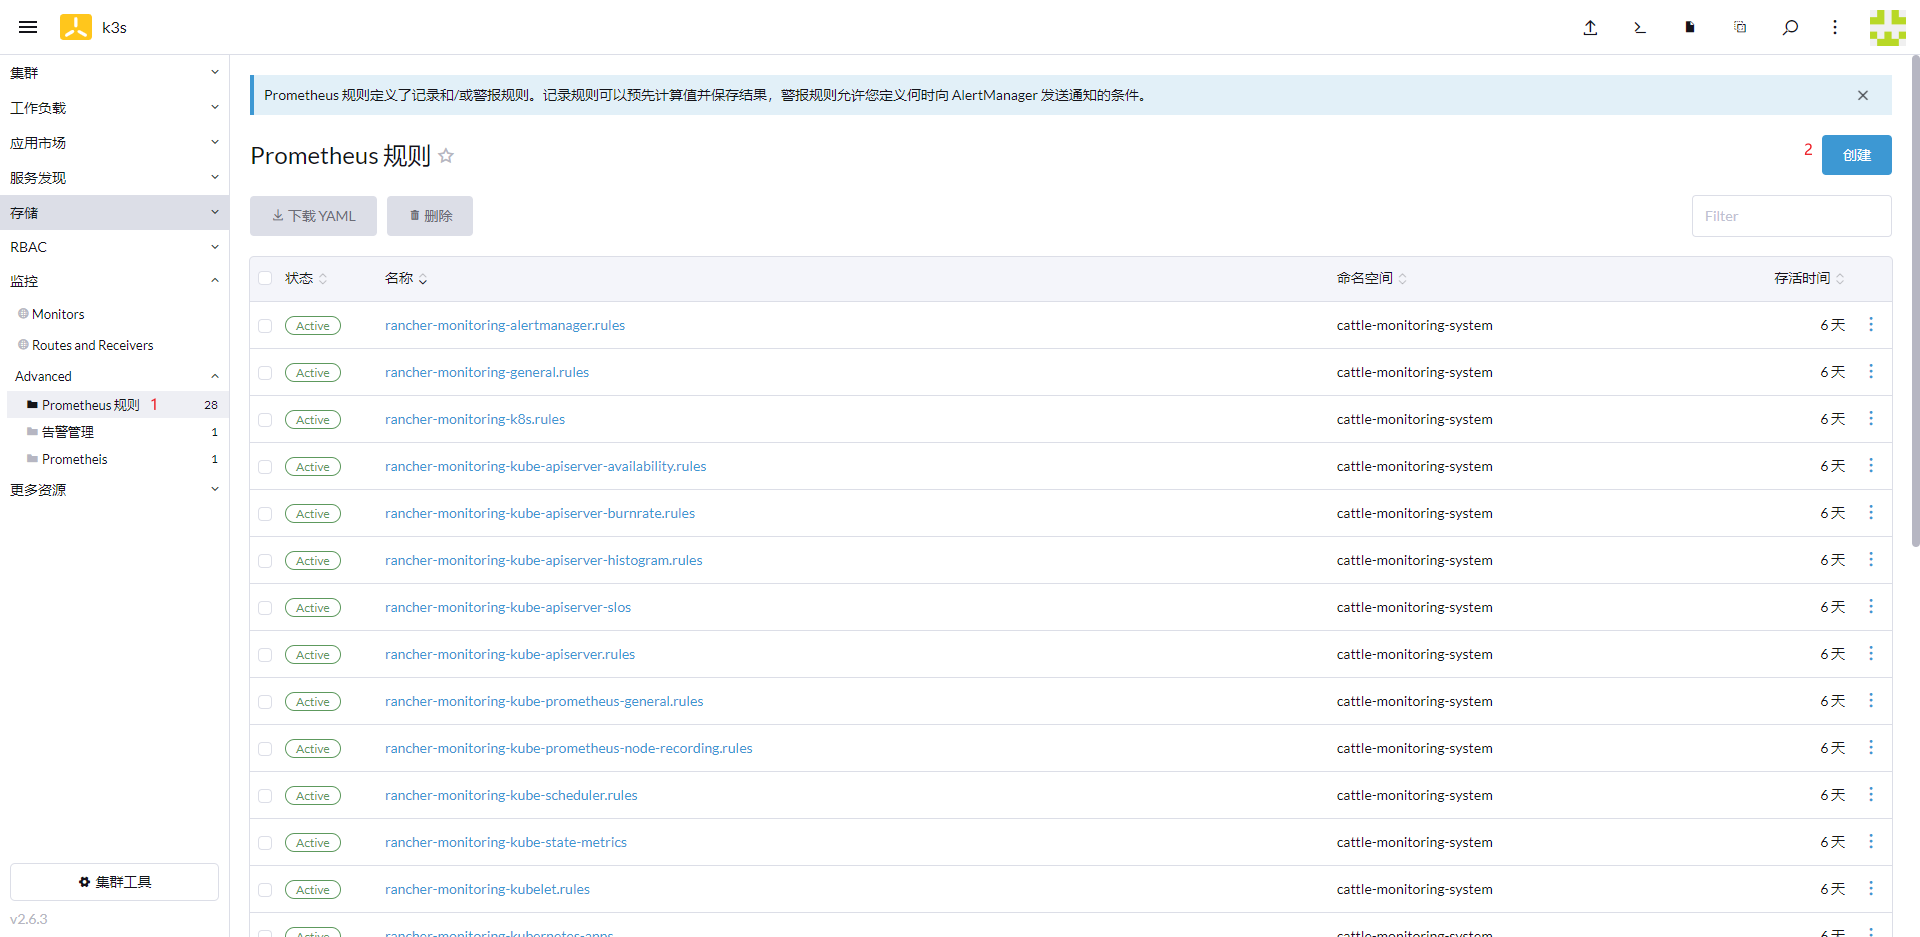 k3s
集群
工作负载
应用市场
服务发现
存储
RBAC
监控
Monitors
Routes and Receivers
Advanced
Prometheus 规则 1 28
告警管理 1
Prometheis 1
更多资源
集群工具
v2.6.3
Prometheus 规则定义了记录和/或警报规则。记录规则可以预先计算值并保存结果，警报规则允许您定义何时向 AlertManager 发送通知的条件。
Prometheus 规则
2 创建
下载 YAML 删除 Filter
状态 名称 命名空间 存活时间
Active rancher-monitoring-alertmanager.rules cattle-monitoring-system 6 天
Active rancher-monitoring-general.rules cattle-monitoring-system 6 天
Active rancher-monitoring-k8s.rules cattle-monitoring-system 6 天
Active rancher-monitoring-kube-apiserver-availability.rules cattle-monitoring-system 6 天
Active rancher-monitoring-kube-apiserver-burnrate.rules cattle-monitoring-system 6 天
Active rancher-monitoring-kube-apiserver-histogram.rules cattle-monitoring-system 6 天
Active rancher-monitoring-kube-apiserver-slos cattle-monitoring-system 6 天
Active rancher-monitoring-kube-apiserver.rules cattle-monitoring-system 6 天
Active rancher-monitoring-kube-prometheus-general.rules cattle-monitoring-system 6 天
Active rancher-monitoring-kube-prometheus-node-recording.rules cattle-monitoring-system 6 天
Active rancher-monitoring-kube-scheduler.rules cattle-monitoring-system 6 天
Active rancher-monitoring-kube-state-metrics cattle-monitoring-system 6 天
Active rancher-monitoring-kubelet.rules cattle-monitoring-system 6 天
Active rancher-monitoring-kubernetes-apps cattle-monitoring-system 6 天